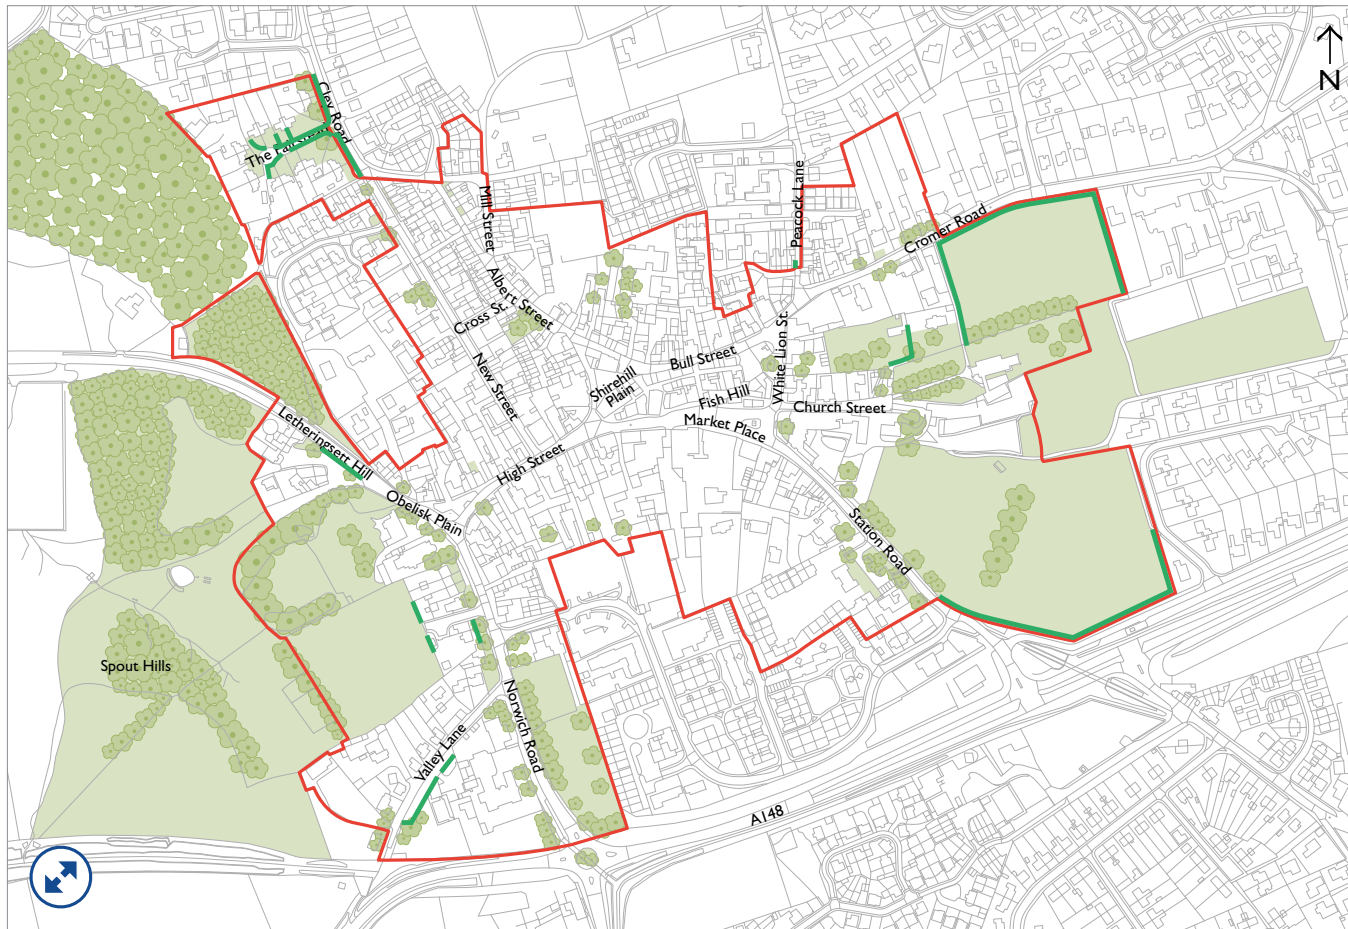 N
Cley Road
The Fairstead
Mill Street
Peacock Lane
Cromer Road
Albert Street
Cross St.
New Street
Bull Street
White Lion St.
Shirehill
Plain
Fish Hill
Church Street
Market Place
Letheringsert Hill
High Street
Obelisk Plain
Station Road
Spout Hills
Norwich Road
Valley Lane
A148